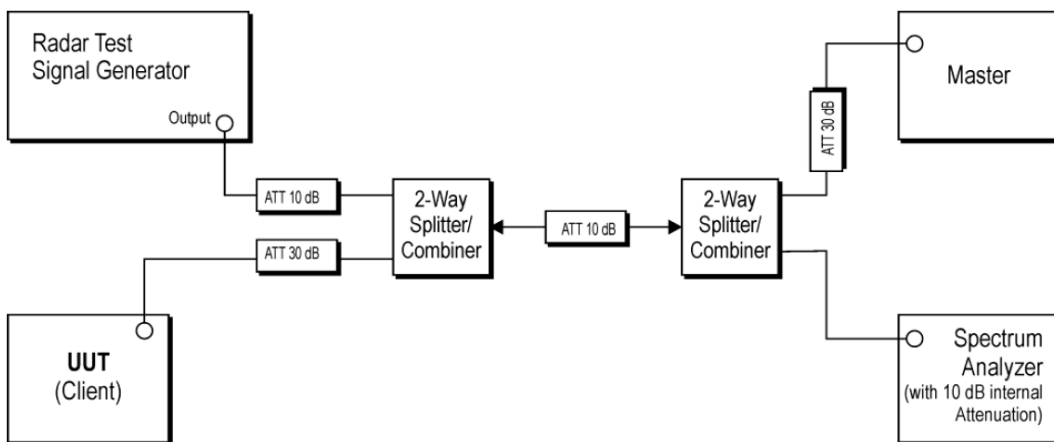 Radar Test
Signal Generator
Output
ATT 10 dB
ATT 30 dB
UUT
(Client)
2-Way
Splitter/
Combiner
ATT 10 dB
2-Way
Splitter/
Combiner
ATT 30 dB
Master
Spectrum
Analyzer
(with 10 dB internal
Attenuation)